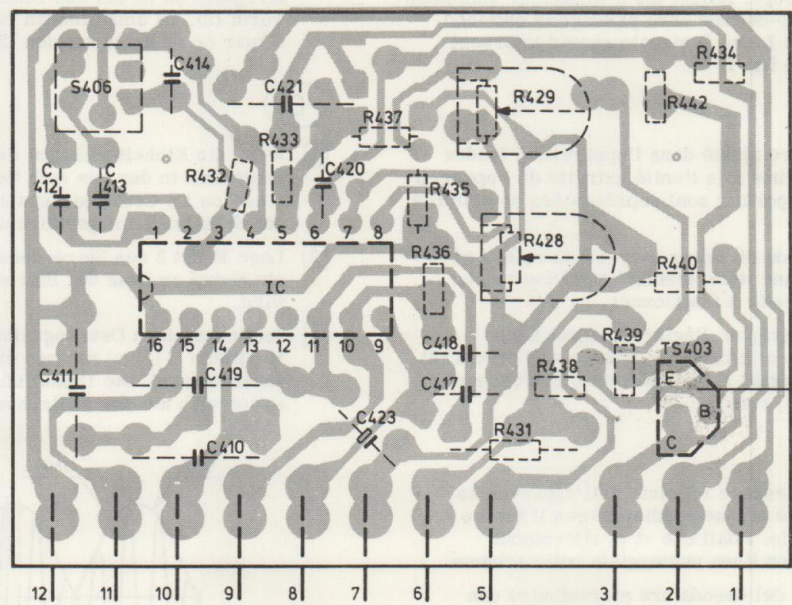 R434
C414
S406
C421
R429
R442
R437
C 412
C 413
R432
R433
C420
R435
1 2 3 4 5 6 7 8
R428
R436
R440
IC
16 15 14 13 12 11 10 9
C418
R439
TS403
C411
C419
C417
R438
E
B
C
C423
R431
C410
12 11 10 9 8 7 6 5 3 2 1